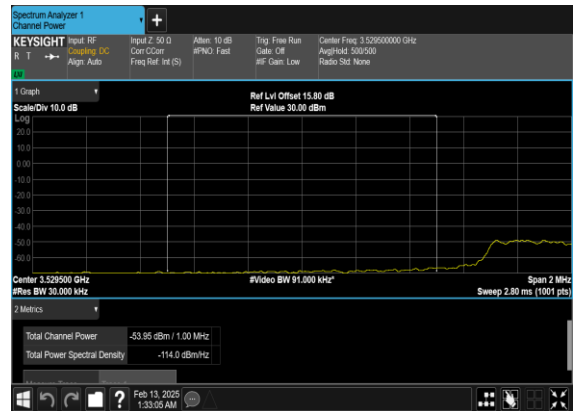 Spectrum Analyzer 1
Channel Power
+
KEYSIGHT
R T
LXI
Input: RF
Coupling: DC
Align: Auto
Input Z: 50 Ω
Corr CCorr
Freq Ref: Int (S)
Atten: 10 dB
#PNO: Fast
Trig: Free Run
Gate: Off
#IF Gain: Low
Center Freq: 3.529500000 GHz
Avg|Hold: 500/500
Radio Std: None
1 Graph
Scale/Div 10.0 dB
Ref Lvl Offset 15.80 dB
Ref Value 30.00 dBm
Log
20.0
10.0
0.00
-10.0
-20.0
-30.0
-40.0
-50.0
-60.0
Center 3.529500 GHz
#Res BW 30.000 kHz
#Video BW 91.000 kHz*
Span 2 MHz
Sweep 2.80 ms (1001 pts)
2 Metrics
Total Channel Power -53.95 dBm / 1.00 MHz
Total Power Spectral Density -114.0 dBm/Hz
?
Feb 13, 2025
1:33:05 AM